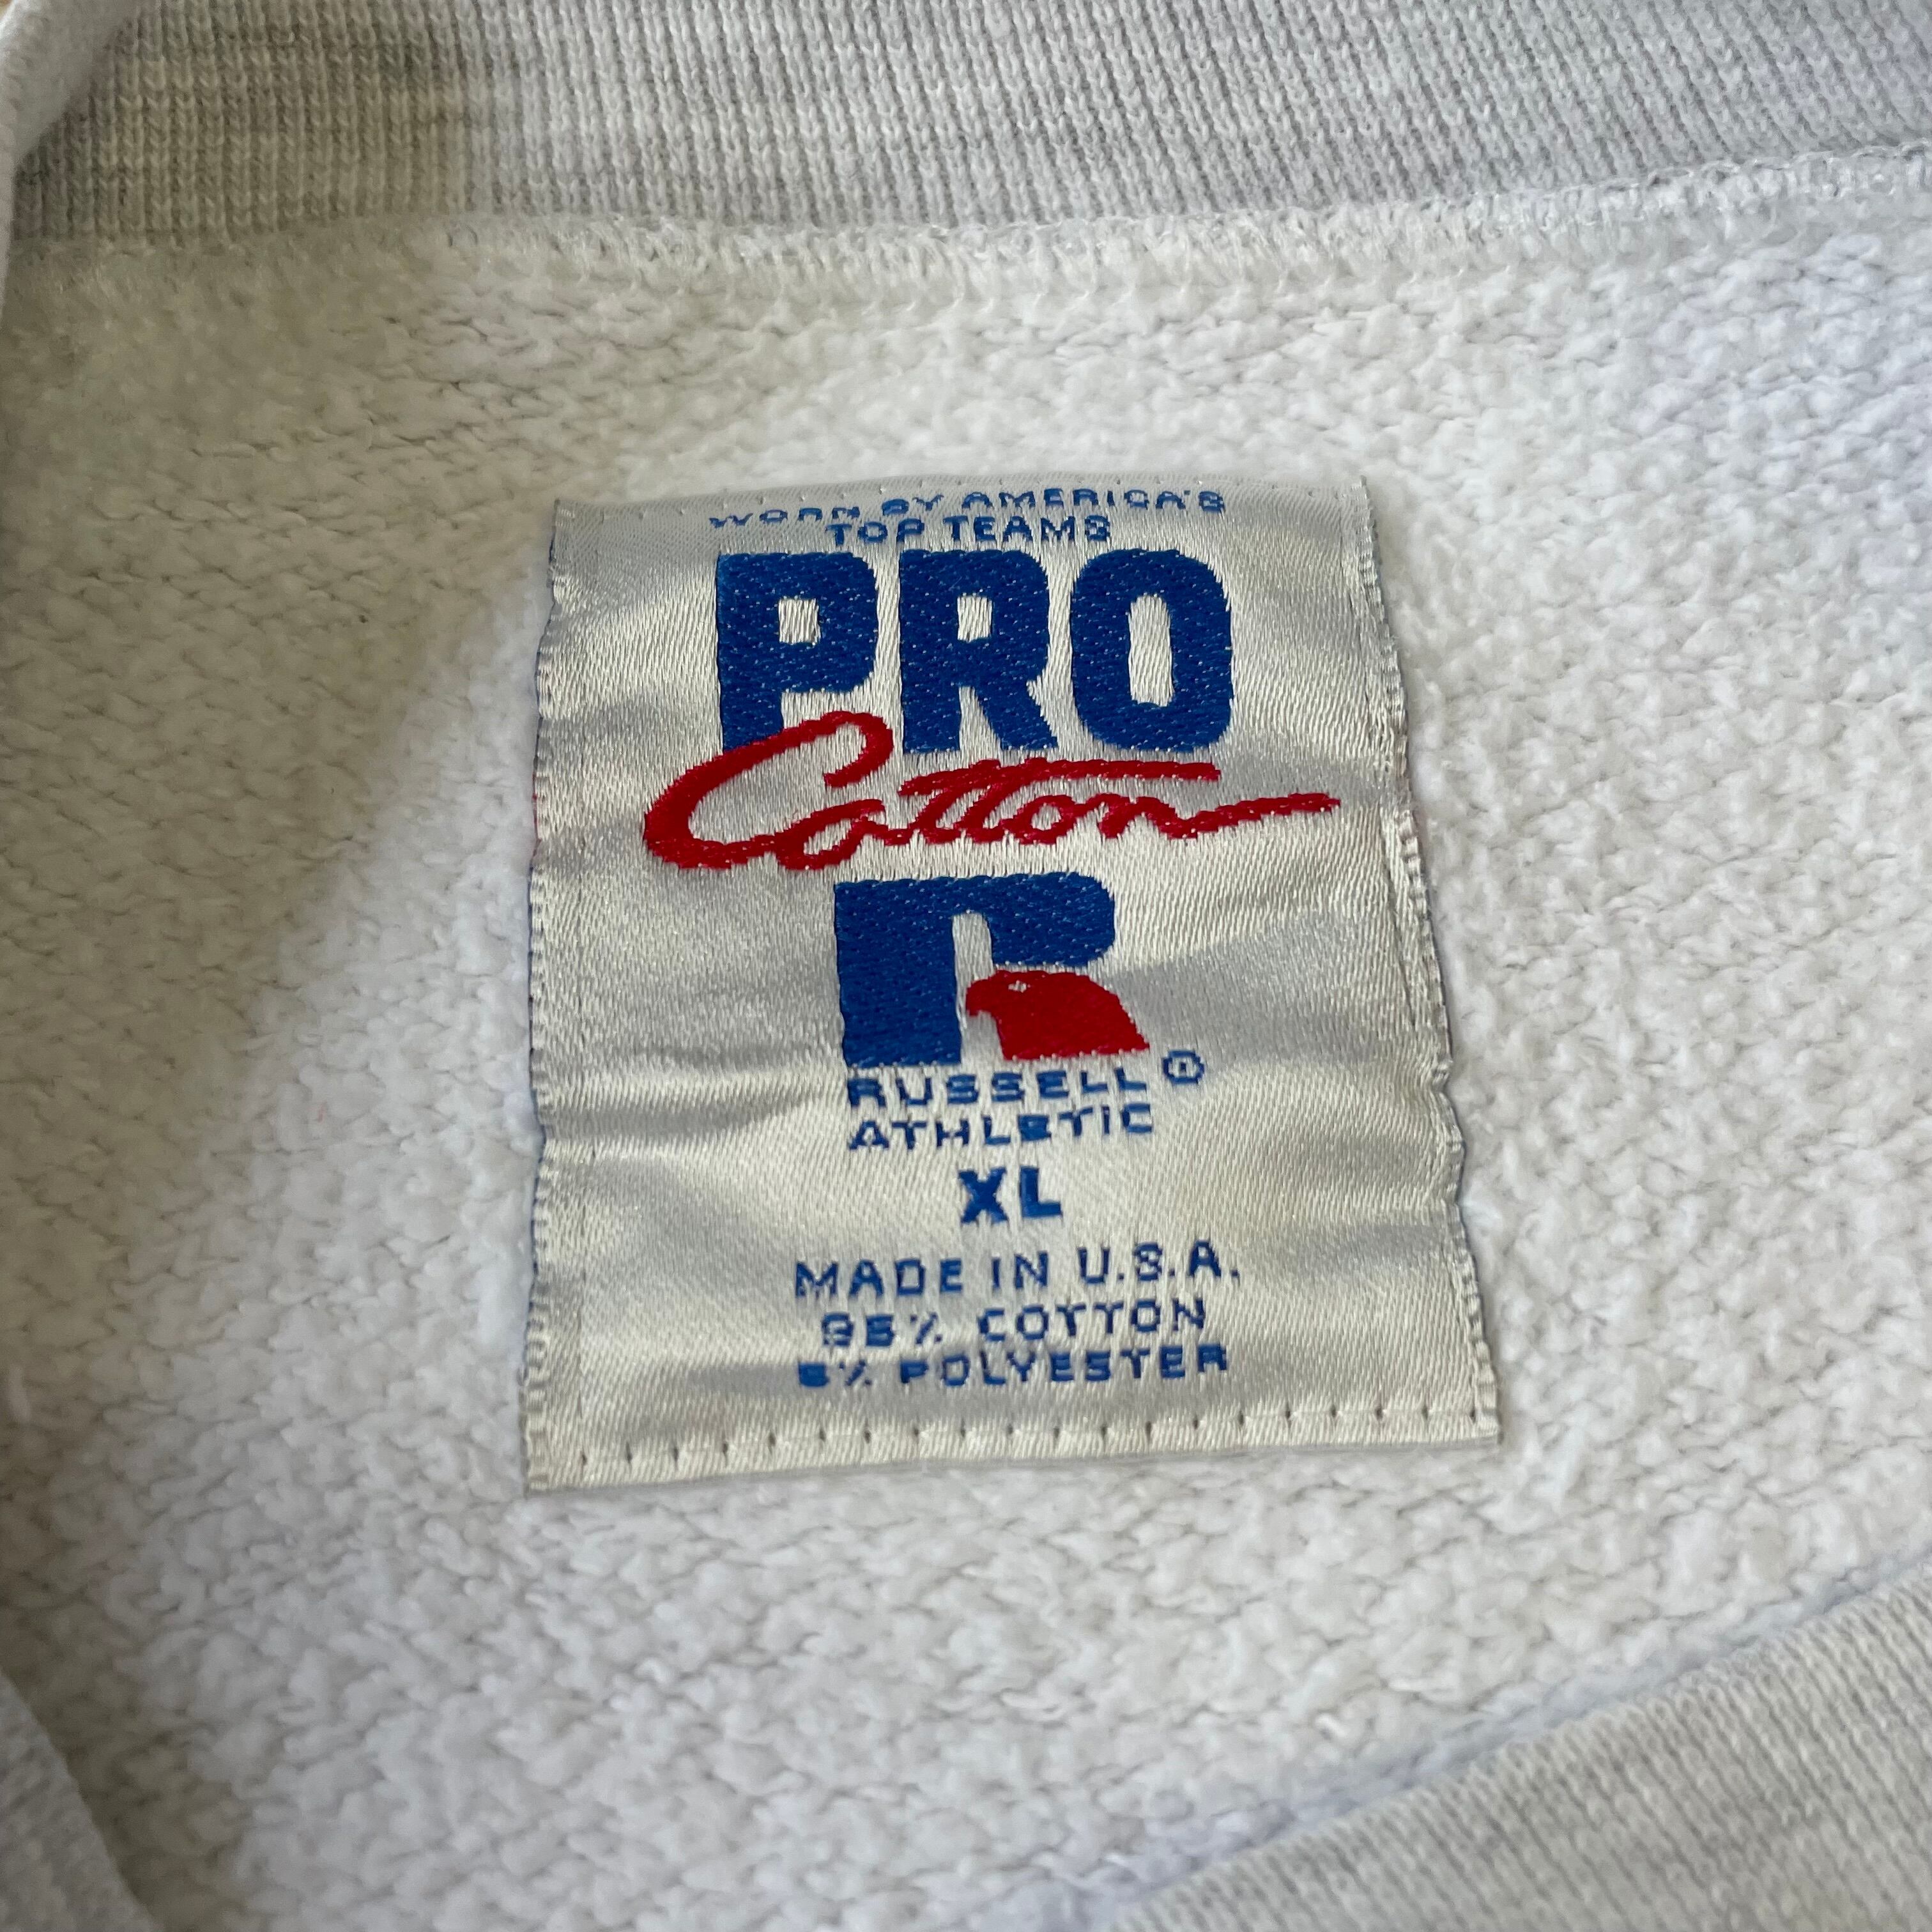 WORN BY AMERICA'S
TOP TEAMS
PRO
Cotton
R
RUSSELL®
ATHLETIC
XL
MADE IN U.S.A.
95% COTTON
5% POLYESTER